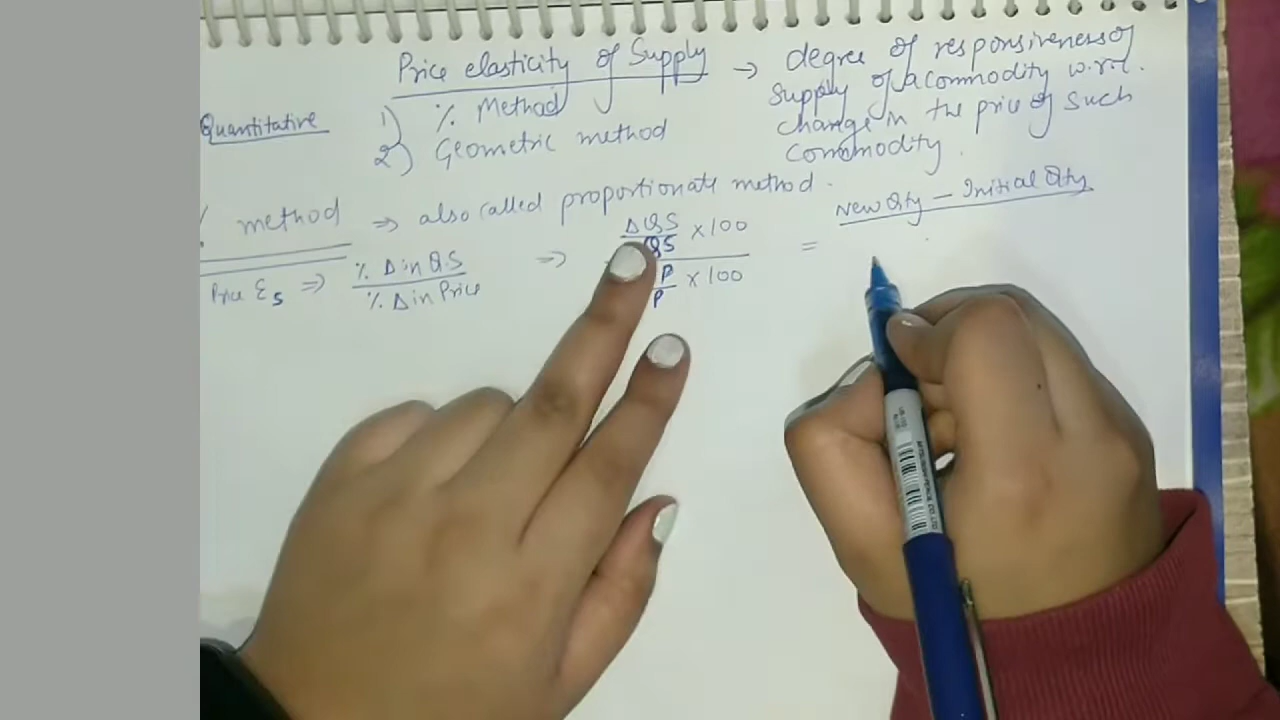 Price elasticity of Supply → degree of responsiveness of
supply of a commodity w.r.t.
change in the price of such
commodity.
Quantitative
1) % Method
2) Geometric method
% method ⇒ also called proportionate method.
Price Es ⇒ % Δ in QS / % Δ in Price ⇒
ΔQS / QS × 100
P / P × 100
= New Qty – Initial Qty